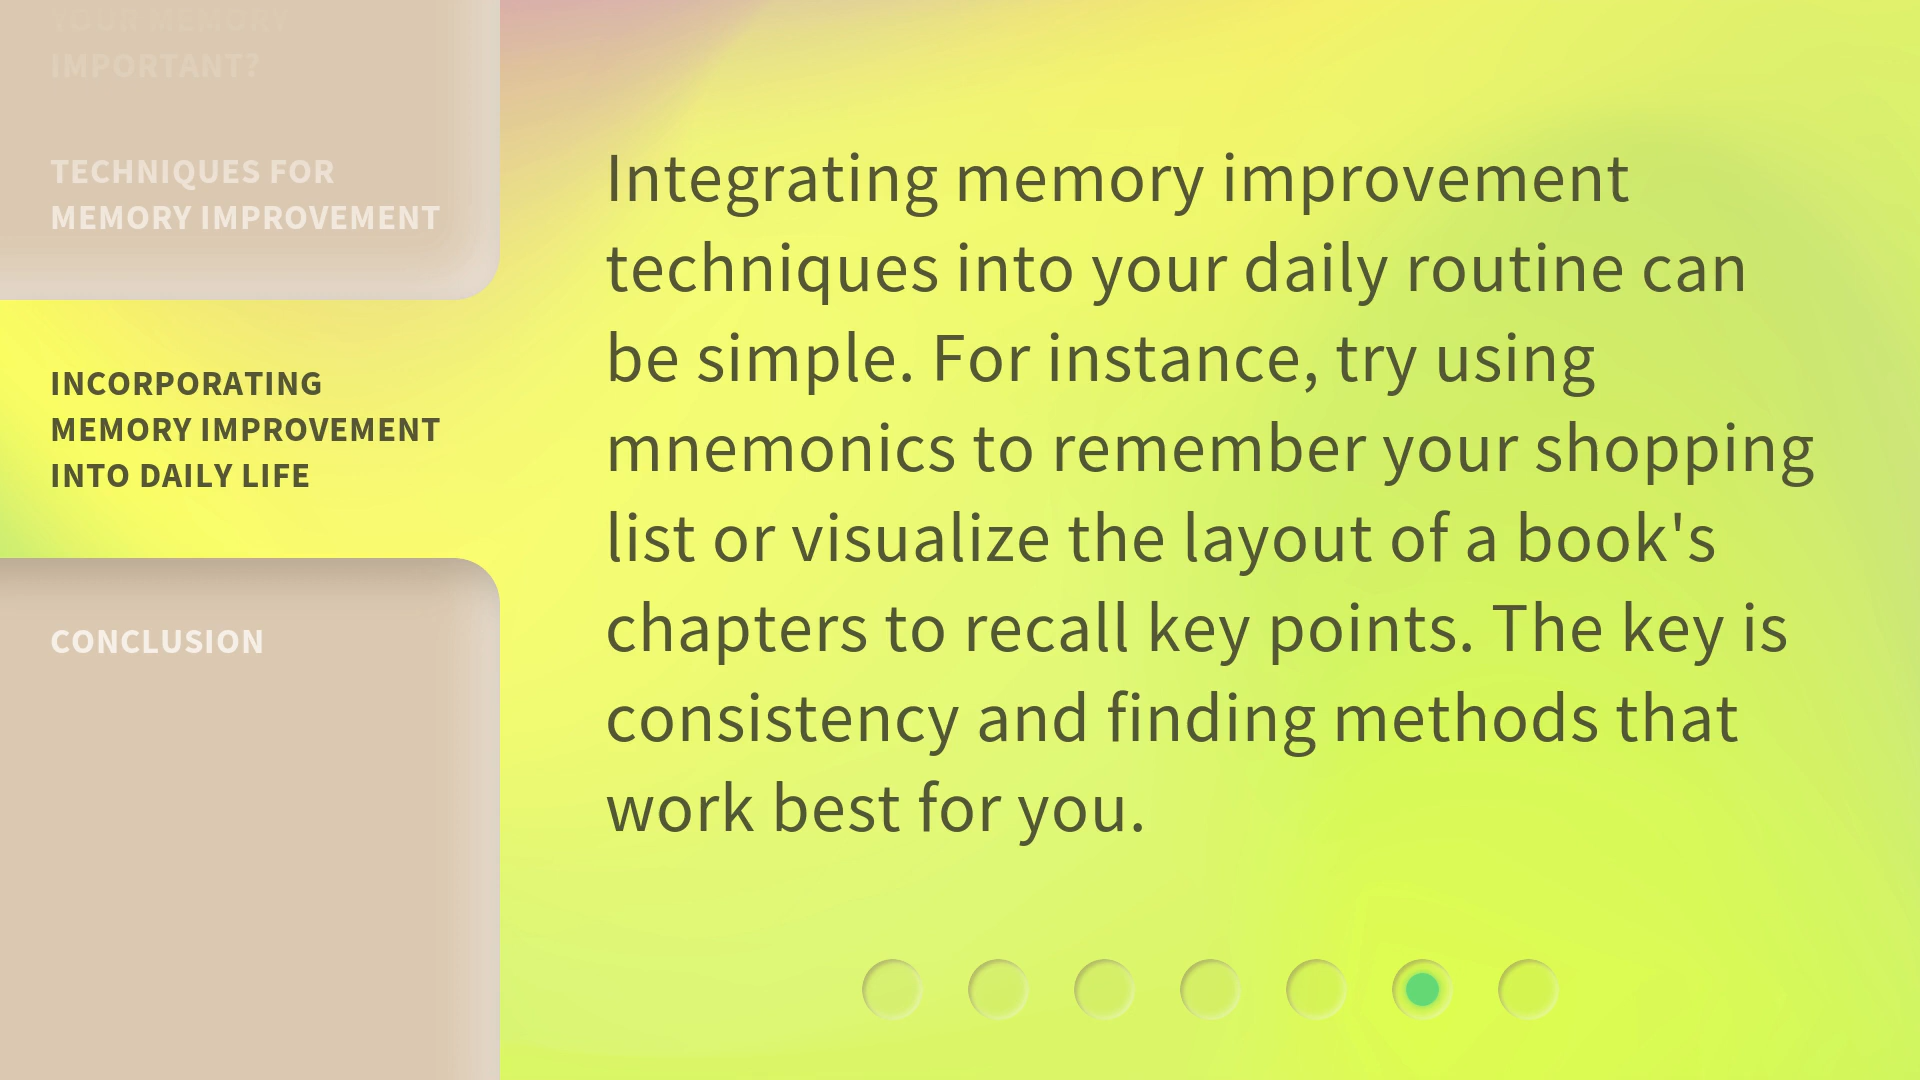 YOUR MEMORY
IMPORTANT?
TECHNIQUES FOR
MEMORY IMPROVEMENT
INCORPORATING
MEMORY IMPROVEMENT
INTO DAILY LIFE
CONCLUSION
Integrating memory improvement
techniques into your daily routine can
be simple. For instance, try using
mnemonics to remember your shopping
list or visualize the layout of a book's
chapters to recall key points. The key is
consistency and finding methods that
work best for you.